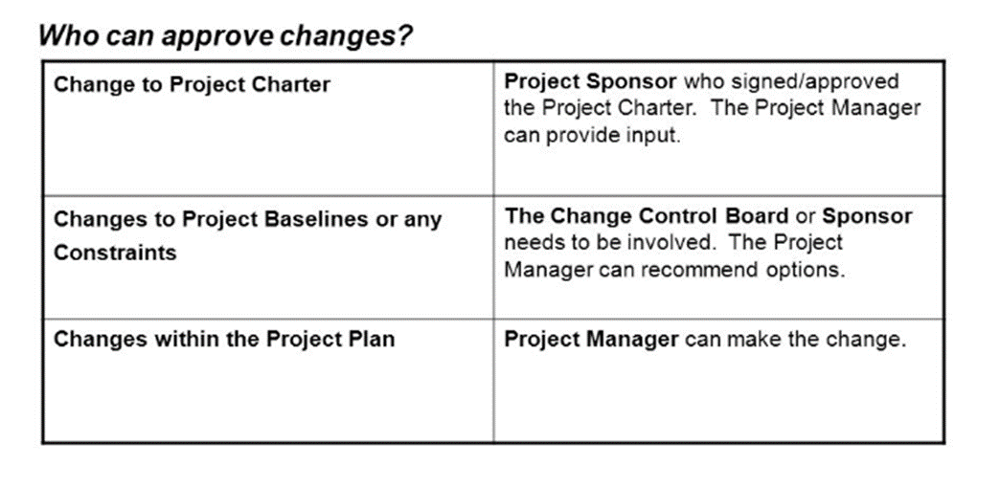 Who can approve changes?
Change to Project Charter
Project Sponsor who signed/approved
the Project Charter.  The Project Manager
can provide input.
Changes to Project Baselines or any
Constraints
The Change Control Board or Sponsor
needs to be involved.  The Project
Manager can recommend options.
Changes within the Project Plan
Project Manager can make the change.